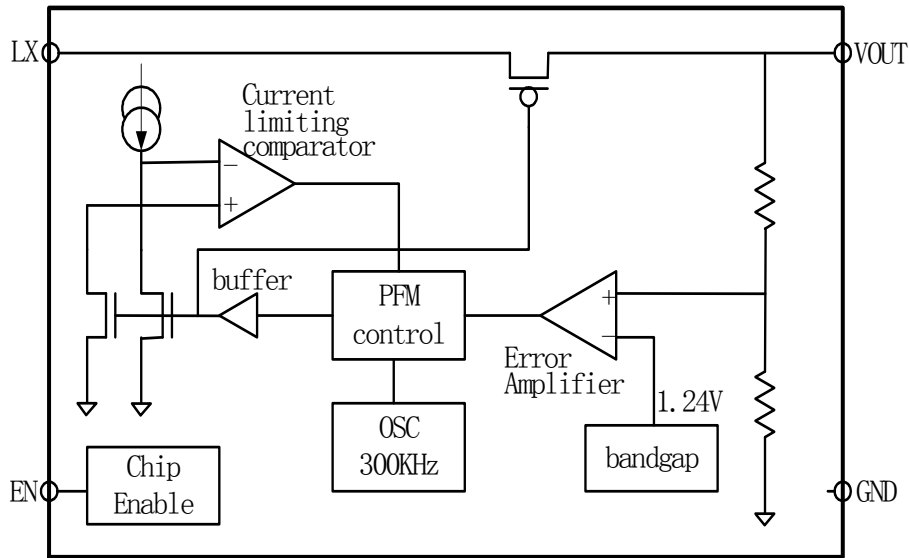 LX
VOUT
Current
limiting
comparator
−
+
buffer
PFM
control
+
−
Error
Amplifier
1.24V
OSC
300KHz
bandgap
Chip
Enable
EN
GND